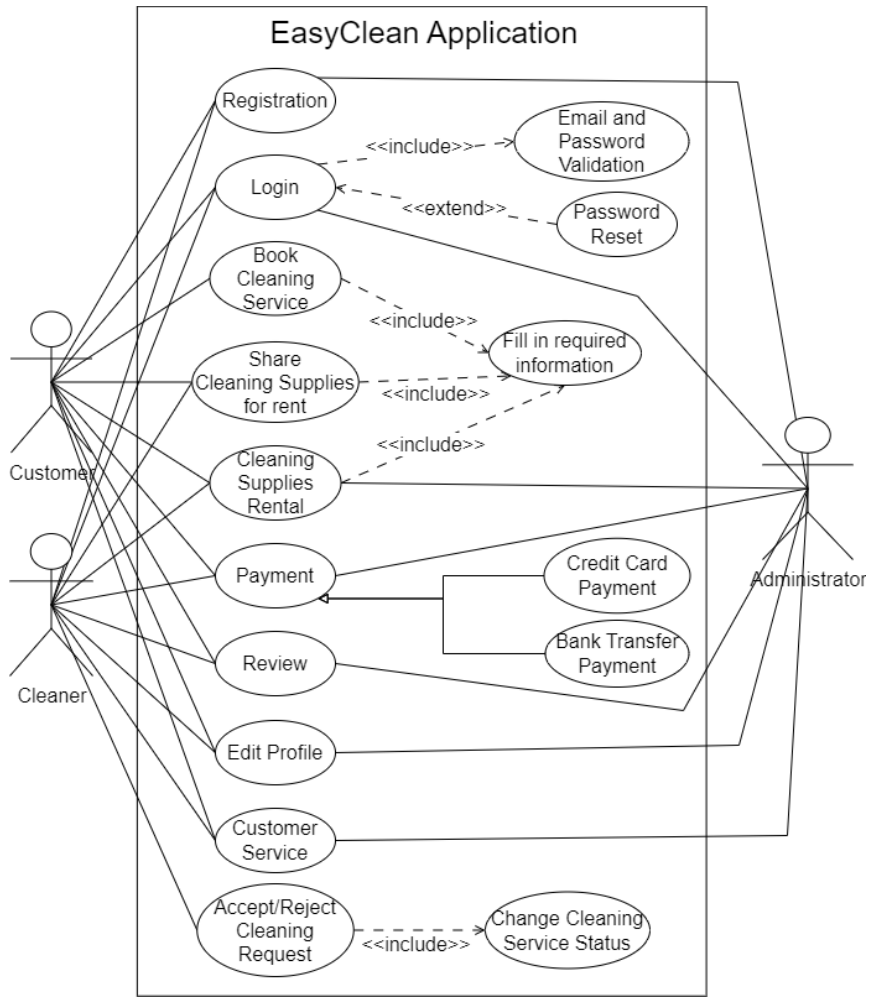 EasyClean Application
Registration
Email and
Password
Validation
<<include>>
Login
<<extend>>
Password
Reset
Book
Cleaning
Service
<<include>>
Fill in required
information
Share
Cleaning Supplies
for rent
<<include>>
<<include>>
Customer
Cleaning
Supplies
Rental
Payment
Credit Card
Payment
Administrator
Bank Transfer
Payment
Review
Cleaner
Edit Profile
Customer
Service
Accept/Reject
Cleaning
Request
<<include>>
Change Cleaning
Service Status